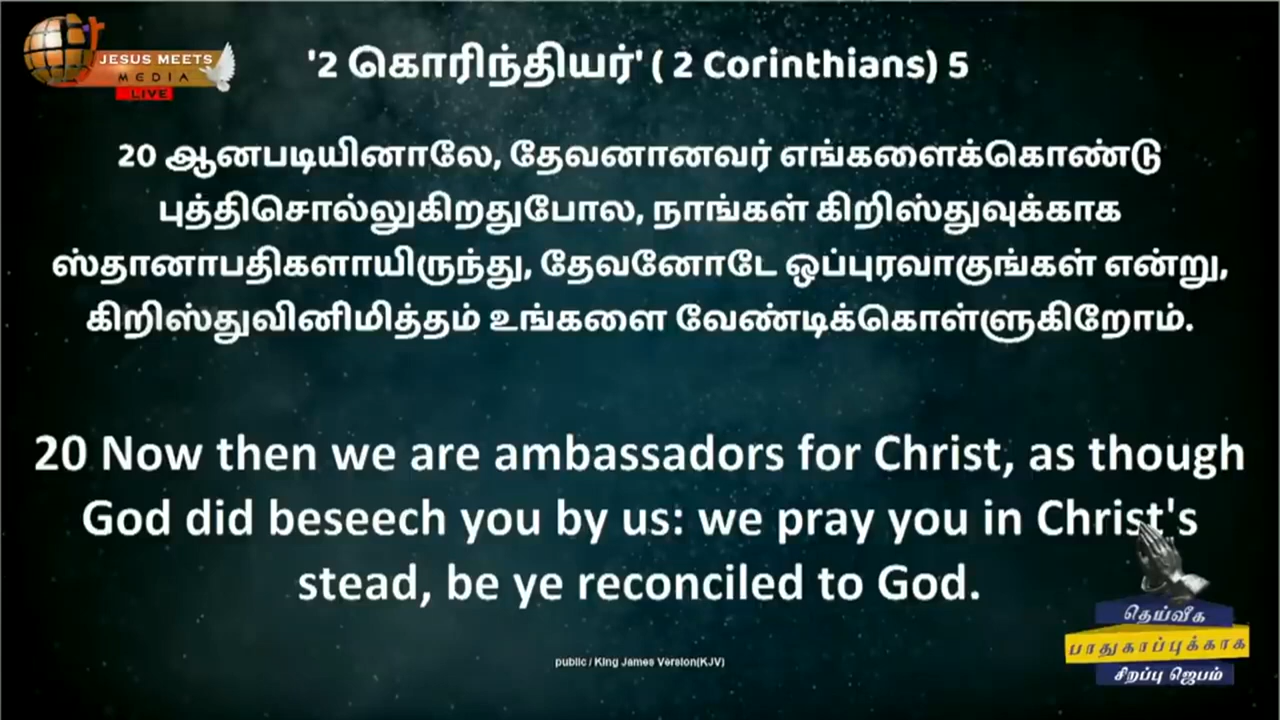 JESUS MEETS
MEDIA
LIVE
'2 கொரிந்தியர்' ( 2 Corinthians) 5
20 ஆனபடியினாலே, தேவனானவர் எங்களைக்கொண்டு
புத்திசொல்லுகிறதுபோல, நாங்கள் கிறிஸ்துவுக்காக
ஸ்தானாபதிகளாயிருந்து, தேவனோடே ஒப்புரவாகுங்கள் என்று,
கிறிஸ்துவினிமித்தம் உங்களை வேண்டிக்கொள்ளுகிறோம்.
20 Now then we are ambassadors for Christ, as though
God did beseech you by us: we pray you in Christ's
stead, be ye reconciled to God.
public / King James Version(KJV)
தெய்வீக
பாதுகாப்புக்காக
சிறப்பு ஜெபம்